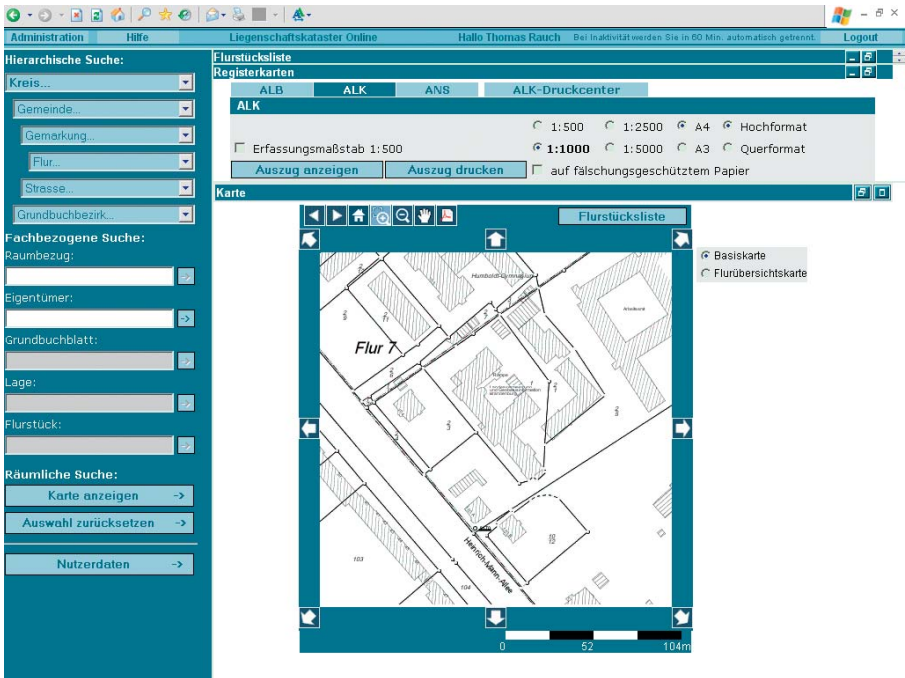 Administration Hilfe Liegenschaftskataster Online Hallo Thomas Rauch Bei Inaktivität werden Sie in 60 Min. automatisch getrennt. Logout
Hierarchische Suche:
Kreis...
Gemeinde...
Gemarkung...
Flur...
Strasse...
Grundbuchbezirk...
Fachbezogene Suche:
Raumbezug:
Eigentümer:
Grundbuchblatt:
Lage:
Flurstück:
Räumliche Suche:
Karte anzeigen ->
Auswahl zurücksetzen ->
Nutzerdaten ->
Flurstücksliste
Registerkarten
ALB ALK ANS ALK-Druckcenter
ALK
1:500 1:2500 A4 Hochformat
Erfassungsmaßstab 1:500 1:1000 1:5000 A3 Querformat
Auszug anzeigen Auszug drucken auf fälschungsgeschütztem Papier
Karte
Flurstücksliste
Basiskarte
Flurübersichtskarte
Humboldt-Gymnasium
Flur 7
Heinrich-Mann-Allee
103
104
0 52 104m